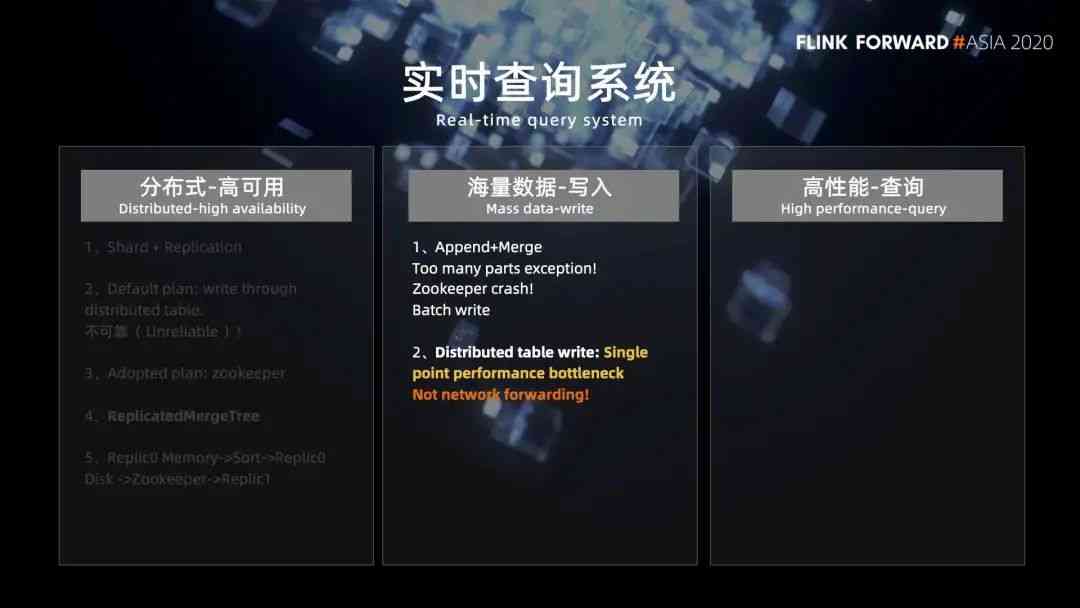 FLINK FORWARD #ASIA 2020
实时查询系统
Real-time query system
分布式-高可用
Distributed-high availability
1、Shard + Replication
2、Default plan: write through
distributed table.
不可靠（ Unreliable ）！
3、Adopted plan: zookeeper
4、ReplicatedMergeTree
5、Replic0 Memory->Sort->Replic0
Disk ->Zookeeper->Replic1
海量数据-写入
Mass data-write
1、Append+Merge
Too many parts exception!
Zookeeper crash!
Batch write
2、Distributed table write: Single
point performance bottleneck
Not network forwarding!
高性能-查询
High performance-query